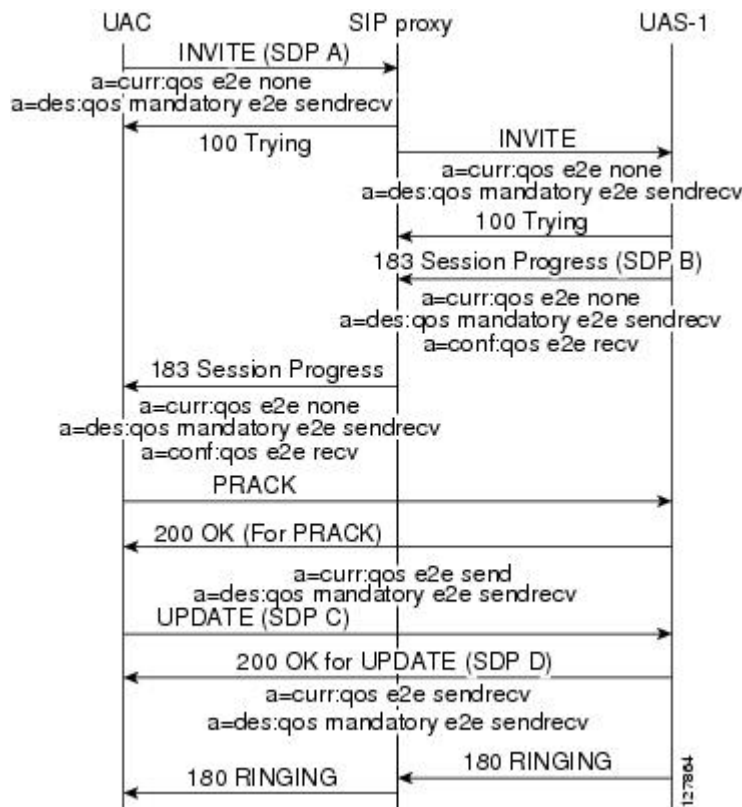 UAC SIP proxy UAS-1
INVITE (SDP A)
a=curr:qos e2e none
a=des:qos mandatory e2e sendrecv
100 Trying
INVITE
a=curr:qos e2e none
a=des:qos mandatory e2e sendrecv
100 Trying
183 Session Progress (SDP B)
a=curr:qos e2e none
a=des:qos mandatory e2e sendrecv
a=conf:qos e2e recv
183 Session Progress
a=curr:qos e2e none
a=des:qos mandatory e2e sendrecv
a=conf:qos e2e recv
PRACK
200 OK (For PRACK)
a=curr:qos e2e send
a=des:qos mandatory e2e sendrecv
UPDATE (SDP C)
200 OK for UPDATE (SDP D)
a=curr:qos e2e sendrecv
a=des:qos mandatory e2e sendrecv
180 RINGING
180 RINGING
127864